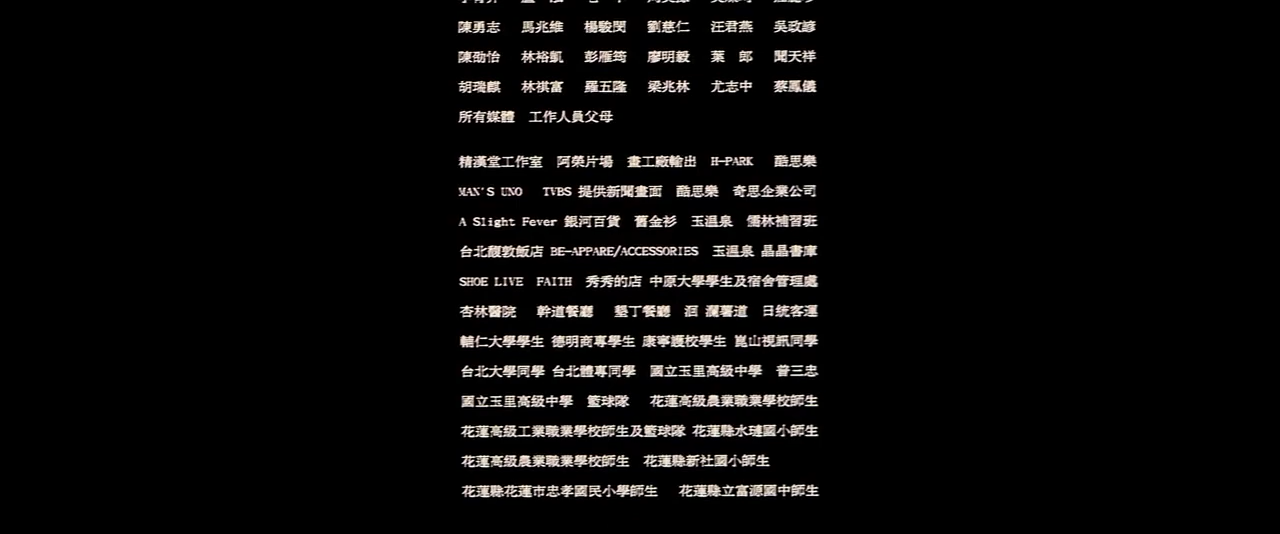 陳勇志 馬兆維 楊駿閔 劉慈仁 汪君燕 吳政諺
陳劭怡 林裕凱 彭雁筠 廖明毅 葉 郎 聞天祥
胡瑞麒 林祺富 羅五隆 梁兆林 尤志中 蔡鳳儀
所有媒體 工作人員父母
精漢堂工作室 阿榮片場 畫工廠輸出 H-PARK 酷思樂
MAN'S UNO TVBS 提供新聞畫面 酷思樂 奇思企業公司
A Slight Fever 銀河百貨 舊金衫 玉温泉 儒林補習班
台北馥敦飯店 BE-APPARE/ACCESSORIES 玉温泉 晶晶書庫
SHOE LIVE FAITH 秀秀的店 中原大學學生及宿舍管理處
杏林醫院 幹道餐廳 墾丁餐廳 洄 瀾薯道 日統客運
輔仁大學學生 德明商專學生 康寧護校學生 崑山視訊同學
台北大學同學 台北體專同學 國立玉里高級中學 普三忠
國立玉里高級中學 籃球隊 花蓮高級農業職業學校師生
花蓮高級工業職業學校師生及籃球隊 花蓮縣水璉國小師生
花蓮高級農業職業學校師生 花蓮縣新社國小師生
花蓮縣花蓮市忠孝國民小學師生 花蓮縣立富源國中師生